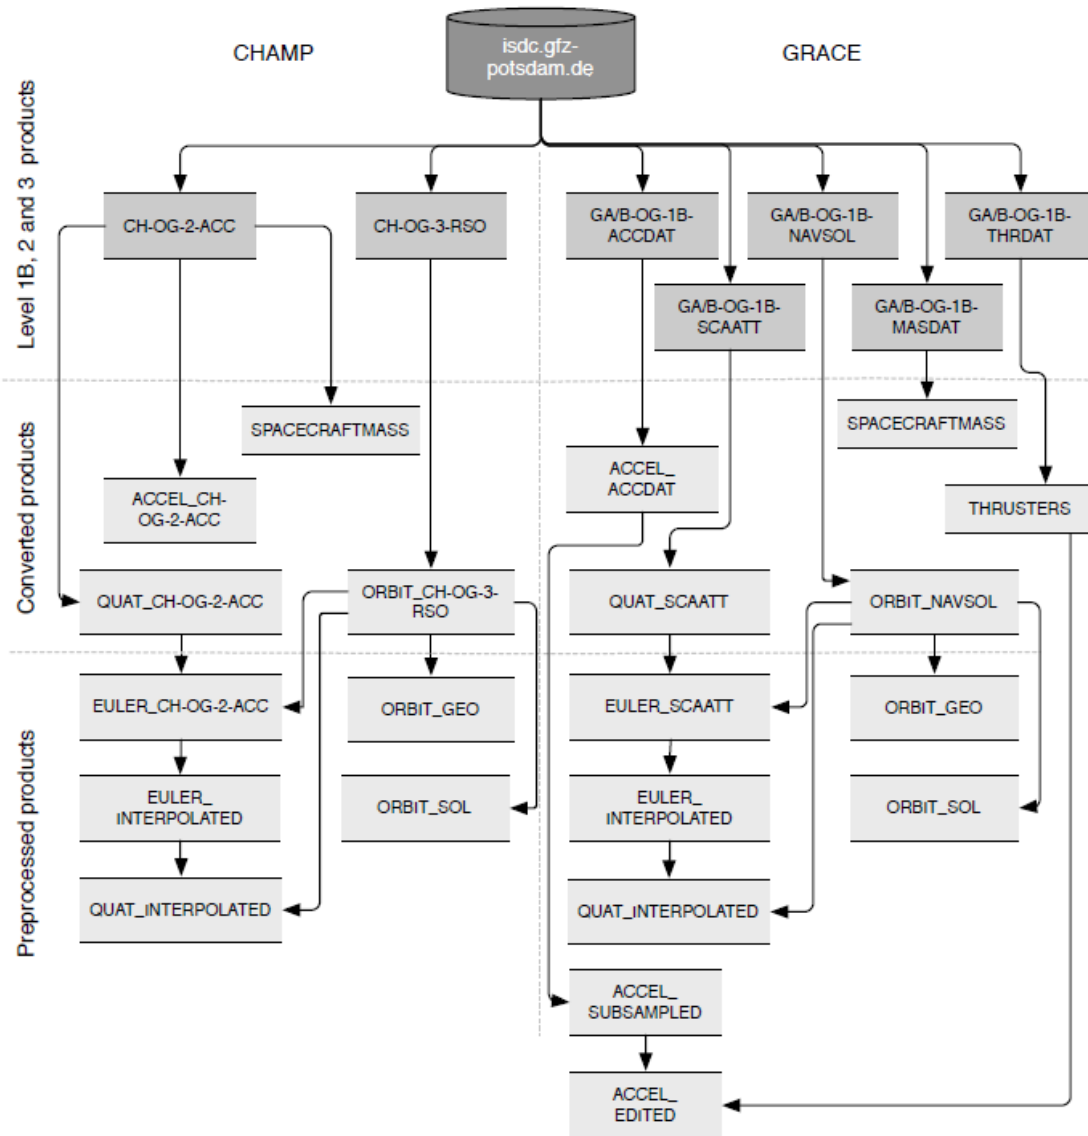 CHAMP
isdc.gfz-
potsdam.de
GRACE
Level 1B, 2 and 3 products
CH-OG-2-ACC
CH-OG-3-RSO
GA/B-OG-1B-
ACCDAT
GA/B-OG-1B-
NAVSOL
GA/B-OG-1B-
THRDAT
GA/B-OG-1B-
SCAATT
GA/B-OG-1B-
MASDAT
Converted products
SPACECRAFTMASS
SPACECRAFTMASS
ACCEL_
ACCDAT
ACCEL_CH-
OG-2-ACC
THRUSTERS
QUAT_CH-OG-2-ACC
ORBIT_CH-OG-3-
RSO
QUAT_SCAATT
ORBIT_NAVSOL
Preprocessed products
EULER_CH-OG-2-ACC
ORBIT_GEO
EULER_SCAATT
ORBIT_GEO
EULER_
INTERPOLATED
ORBIT_SOL
EULER_
INTERPOLATED
ORBIT_SOL
QUAT_INTERPOLATED
QUAT_INTERPOLATED
ACCEL_
SUBSAMPLED
ACCEL_
EDITED